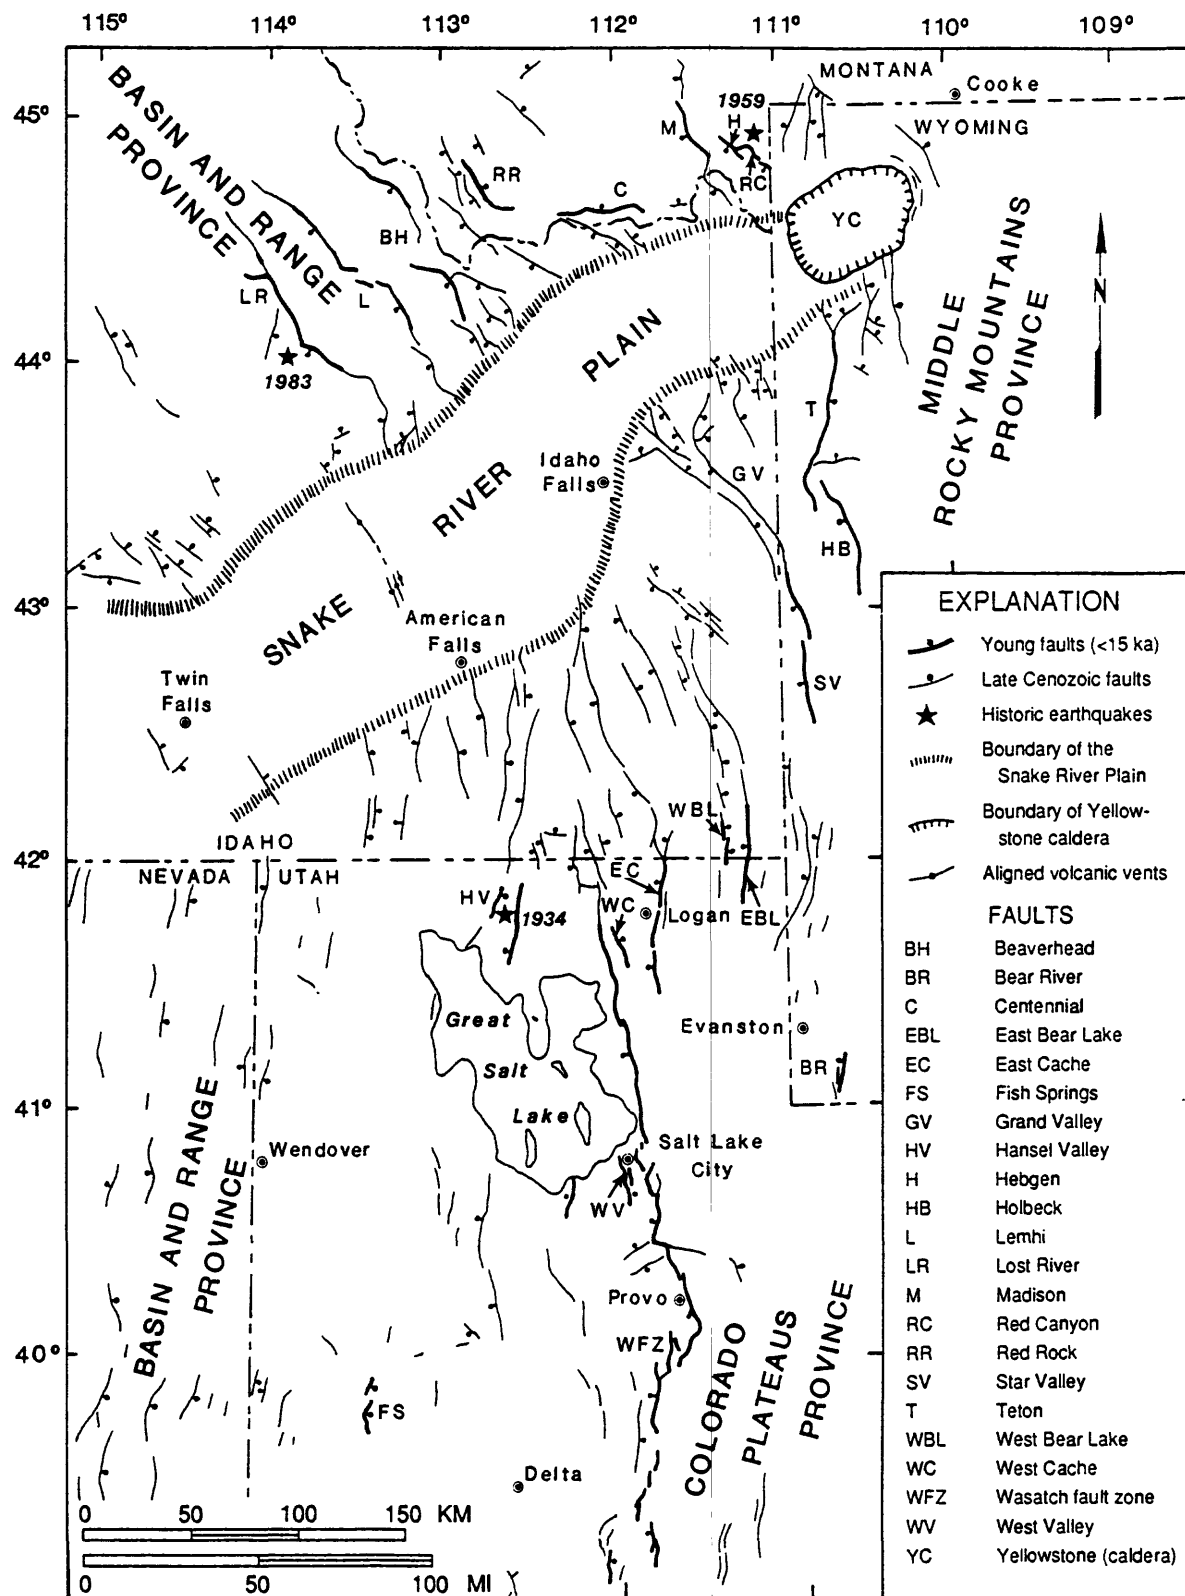 115° 114° 113° 112° 111° 110° 109°
45°
44°
43°
42°
41°
40°
BASIN AND RANGE
PROVINCE
MONTANA
Cooke
WYOMING
1959
H
M
RC
RR
C
BH
YC
LR
L
1983
N
PLAIN
RIVER
SNAKE
MIDDLE
ROCKY MOUNTAINS
PROVINCE
T
GV
HB
Idaho
Falls
American
Falls
Twin
Falls
SV
WBL
IDAHO
NEVADA
UTAH
EC
HV
WC
1934
Logan
EBL
Great
Salt
Lake
Evanston
BR
BASIN AND RANGE
PROVINCE
Wendover
Salt Lake
City
WV
Provo
WFZ
FS
COLORADO
PLATEAUS
PROVINCE
Delta
0 50 100 150 KM
0 50 100 MI
EXPLANATION
Young faults (<15 ka)
Late Cenozoic faults
Historic earthquakes
Boundary of the
Snake River Plain
Boundary of Yellow-
stone caldera
Aligned volcanic vents
FAULTS
BH Beaverhead
BR Bear River
C Centennial
EBL East Bear Lake
EC East Cache
FS Fish Springs
GV Grand Valley
HV Hansel Valley
H Hebgen
HB Holbeck
L Lemhi
LR Lost River
M Madison
RC Red Canyon
RR Red Rock
SV Star Valley
T Teton
WBL West Bear Lake
WC West Cache
WFZ Wasatch fault zone
WV West Valley
YC Yellowstone (caldera)